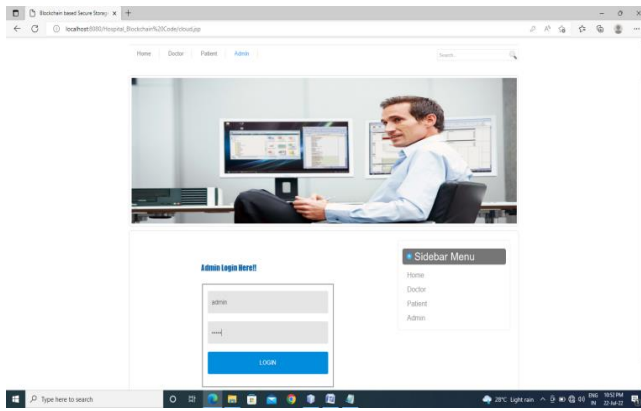 Blockchain based Secure Storey
localhost:8080/Hospital_Blockchain%20Code/cloud.jsp
Home Doctor Patient Admin
Search...
Admin Login Here!!
admin
LOGIN
Sidebar Menu
Home
Doctor
Patient
Admin
Type here to search
28°C Light rain
ENG
IN
10:52 PM
22-Jul-22